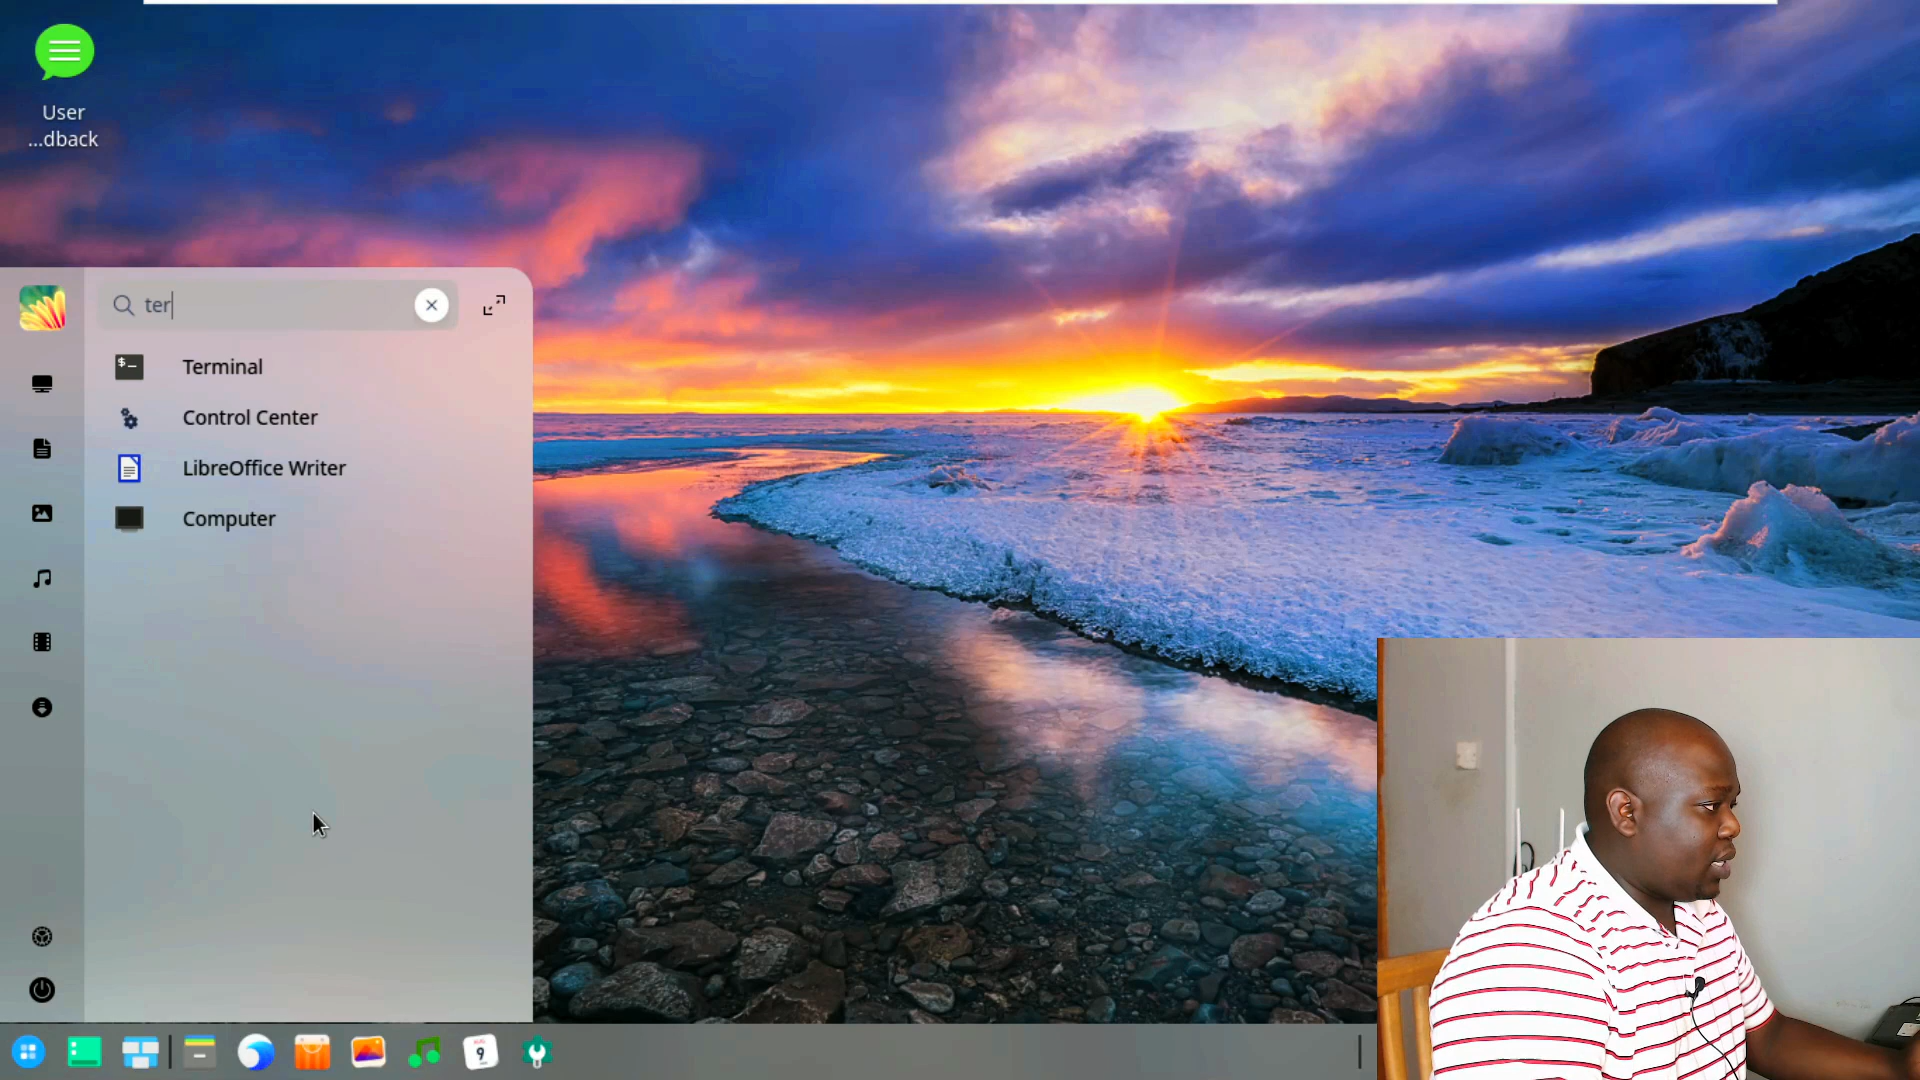 User
...dback
ter
$_
Terminal
Control Center
LibreOffice Writer
Computer
9